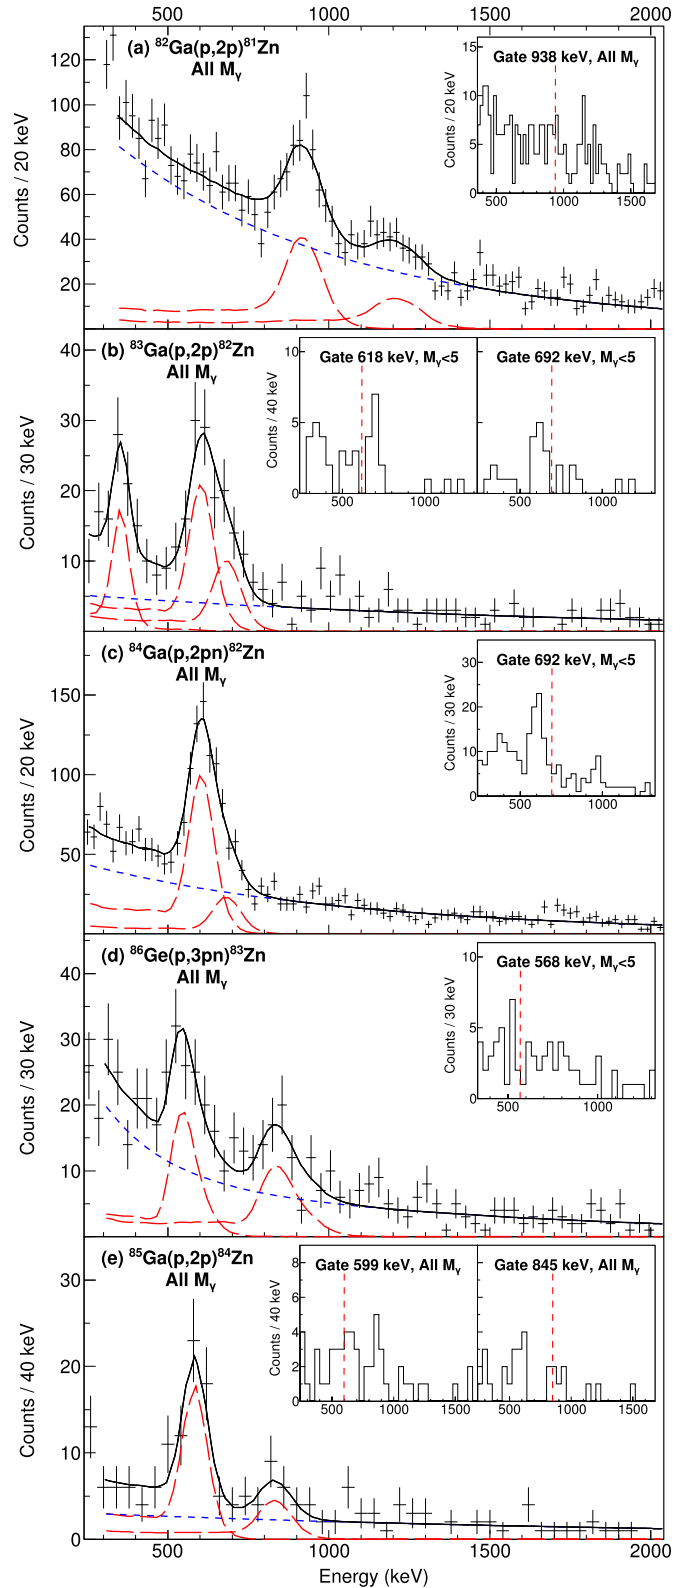 500 1000 1500 2000
(a) ⁸²Ga(p,2p)⁸¹Zn
All Mγ
Gate 938 keV, All Mγ
Counts / 20 keV
15
10
5
0
500 1000 1500
Counts / 20 keV
120
100
80
60
40
20
(b) ⁸³Ga(p,2p)⁸²Zn
All Mγ
Gate 618 keV, Mγ<5
Gate 692 keV, Mγ<5
Counts / 40 keV
10
5
0
500 1000 500 1000
Counts / 30 keV
40
30
20
10
(c) ⁸⁴Ga(p,2pn)⁸²Zn
All Mγ
Gate 692 keV, Mγ<5
Counts / 30 keV
30
20
10
0
500 1000
Counts / 20 keV
150
100
50
(d) ⁸⁶Ge(p,3pn)⁸³Zn
All Mγ
Gate 568 keV, Mγ<5
Counts / 30 keV
10
5
0
500 1000
Counts / 30 keV
40
30
20
10
(e) ⁸⁵Ga(p,2p)⁸⁴Zn
All Mγ
Gate 599 keV, All Mγ
Gate 845 keV, All Mγ
Counts / 40 keV
8
6
4
2
0
500 1000 1500 500 1000 1500
Counts / 40 keV
30
20
10
0
500 1000 1500 2000
Energy (keV)